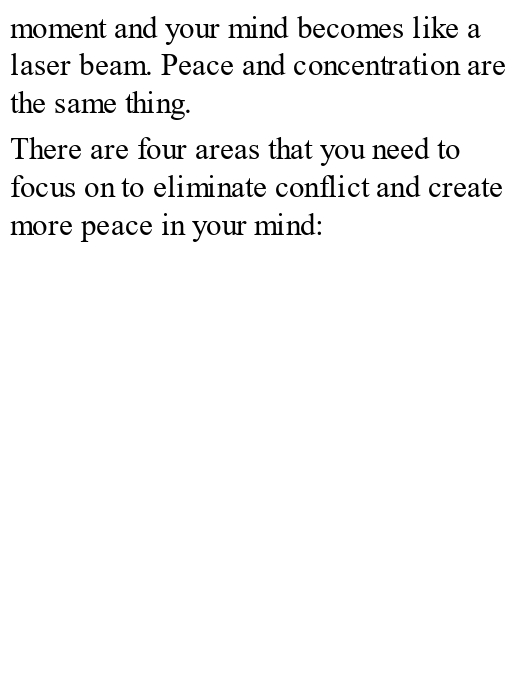 moment and your mind becomes like a
laser beam. Peace and concentration are
the same thing.
There are four areas that you need to
focus on to eliminate conflict and create
more peace in your mind: